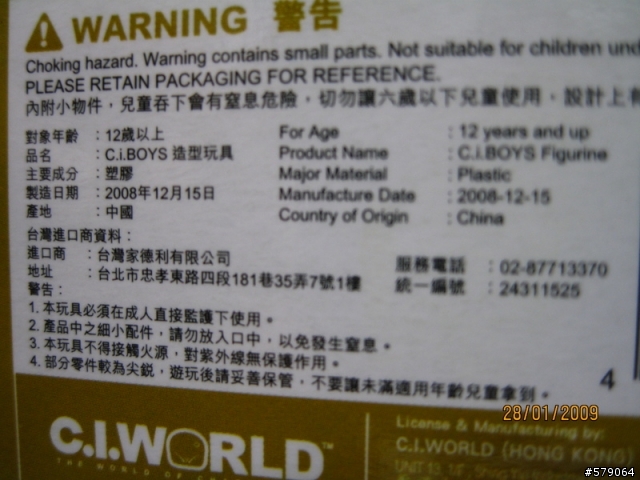 WARNING 警告
Choking hazard. Warning contains small parts. Not suitable for children und
PLEASE RETAIN PACKAGING FOR REFERENCE.
內附小物件，兒童吞下會有窒息危險，切勿讓六歲以下兒童使用，設計上有
對象年齡 ：12歲以上 For Age : 12 years and up
品名 ：C.i.BOYS 造型玩具 Product Name : C.i.BOYS Figurine
主要成分 ：塑膠 Major Material : Plastic
製造日期 ：2008年12月15日 Manufacture Date : 2008-12-15
產地 ：中國 Country of Origin : China
台灣進口商資料：
進口商 ：台灣家德利有限公司 服務電話 ：02-87713370
地址 ：台北市忠孝東路四段181巷35弄7號1樓 統一編號 ：24311525
警告：
1. 本玩具必須在成人直接監護下使用。
2. 產品中之細小配件，請勿放入口中，以免發生窒息。
3. 本玩具不得接觸火源，對紫外線無保護作用。
4. 部分零件較為尖銳，遊玩後請妥善保管，不要讓未滿適用年齡兒童拿到。
4
28/01/2009
C.I.WORLD™
THE WORLD OF
License & Manufacturing by:
C.I.WORLD (HONG KONG)
#579064